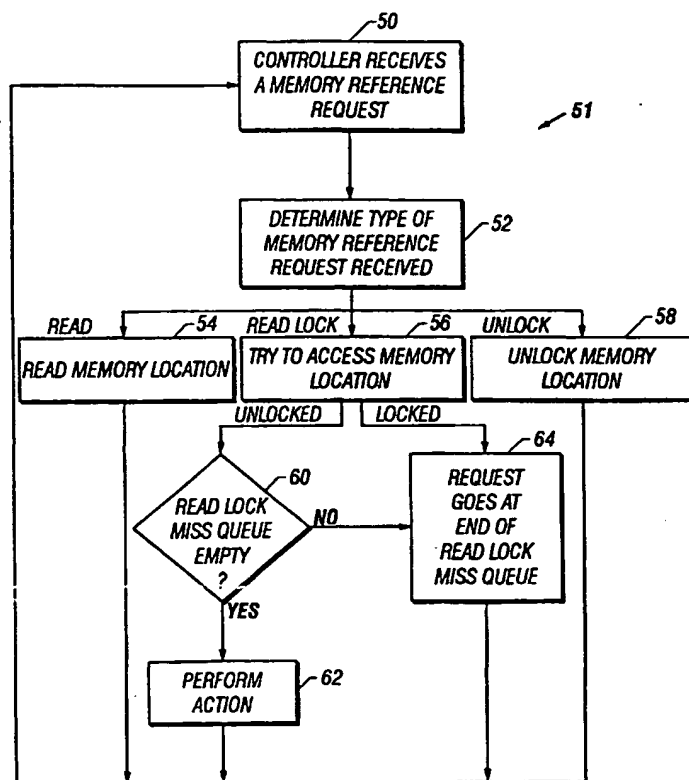 50
CONTROLLER RECEIVES
A MEMORY REFERENCE
REQUEST
51
DETERMINE TYPE OF
MEMORY REFERENCE
REQUEST RECEIVED
52
READ
54
READ LOCK
56
UNLOCK
58
READ MEMORY LOCATION
TRY TO ACCESS MEMORY
LOCATION
UNLOCK MEMORY
LOCATION
UNLOCKED
LOCKED
60
READ LOCK
MISS QUEUE
EMPTY
?
NO
YES
64
REQUEST
GOES AT
END OF
READ LOCK
MISS QUEUE
PERFORM
ACTION
62